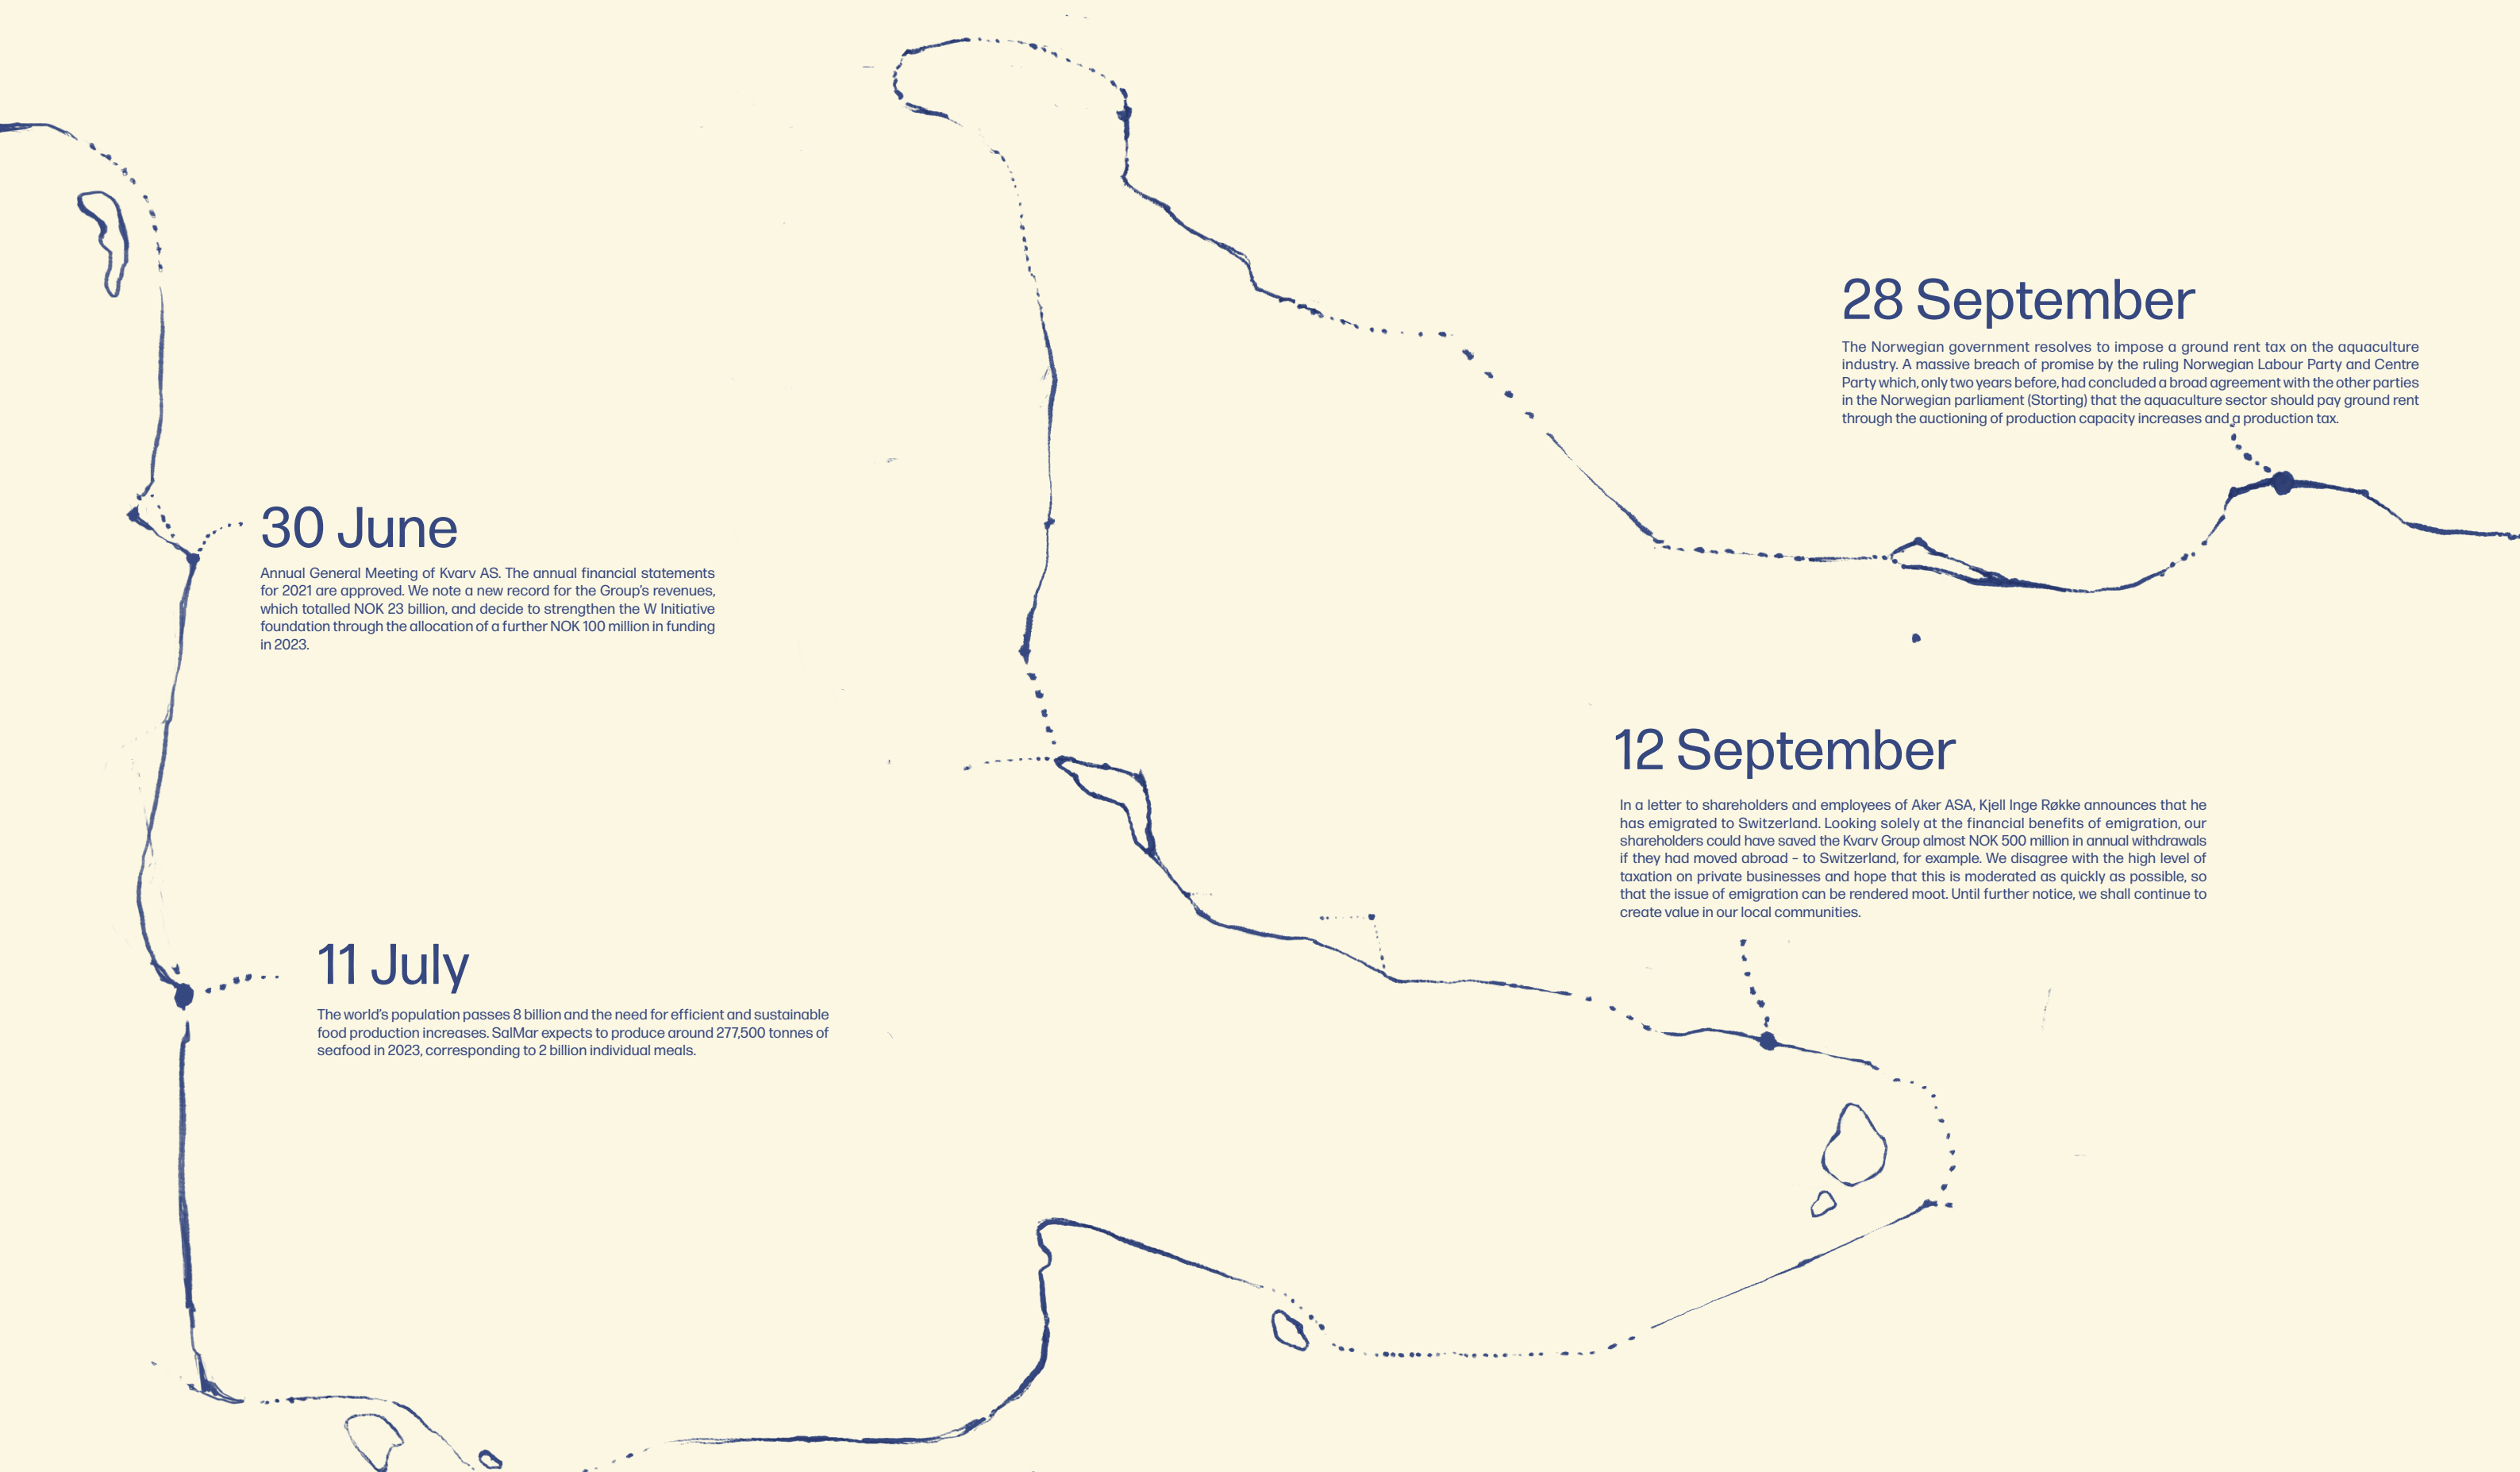 30 June
Annual General Meeting of Kvarv AS. The annual financial statements
for 2021 are approved. We note a new record for the Group's revenues,
which totalled NOK 23 billion, and decide to strengthen the W Initiative
foundation through the allocation of a further NOK 100 million in funding
in 2023.
11 July
The world's population passes 8 billion and the need for efficient and sustainable
food production increases. SalMar expects to produce around 277,500 tonnes of
seafood in 2023, corresponding to 2 billion individual meals.
12 September
In a letter to shareholders and employees of Aker ASA, Kjell Inge Røkke announces that he
has emigrated to Switzerland. Looking solely at the financial benefits of emigration, our
shareholders could have saved the Kvarv Group almost NOK 500 million in annual withdrawals
if they had moved abroad – to Switzerland, for example. We disagree with the high level of
taxation on private businesses and hope that this is moderated as quickly as possible, so
that the issue of emigration can be rendered moot. Until further notice, we shall continue to
create value in our local communities.
28 September
The Norwegian government resolves to impose a ground rent tax on the aquaculture
industry. A massive breach of promise by the ruling Norwegian Labour Party and Centre
Party which, only two years before, had concluded a broad agreement with the other parties
in the Norwegian parliament (Storting) that the aquaculture sector should pay ground rent
through the auctioning of production capacity increases and a production tax.